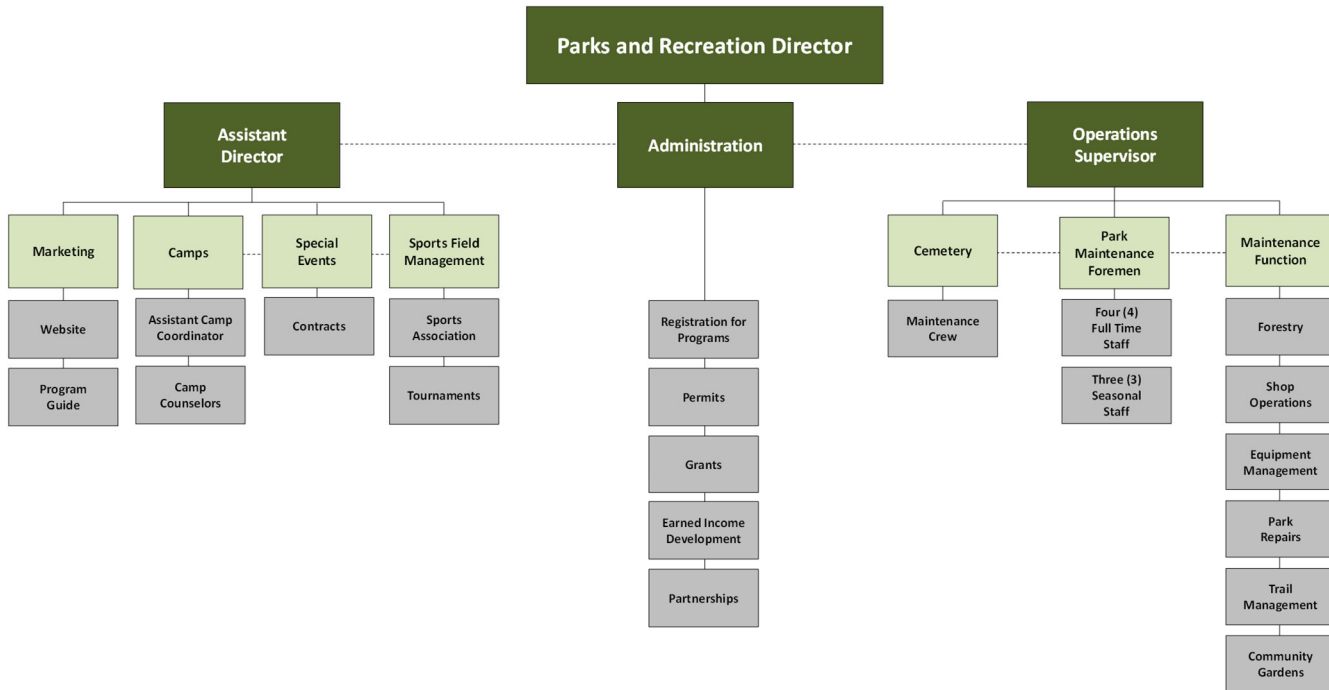 Parks and Recreation Director
Assistant
Director
Administration
Operations
Supervisor
Marketing
Camps
Special
Events
Sports Field
Management
Cemetery
Park
Maintenance
Foremen
Maintenance
Function
Website
Program
Guide
Assistant Camp
Coordinator
Camp
Counselors
Contracts
Sports
Association
Tournaments
Registration for
Programs
Permits
Grants
Earned Income
Development
Partnerships
Maintenance
Crew
Four (4)
Full Time
Staff
Three (3)
Seasonal
Staff
Forestry
Shop
Operations
Equipment
Management
Park
Repairs
Trail
Management
Community
Gardens